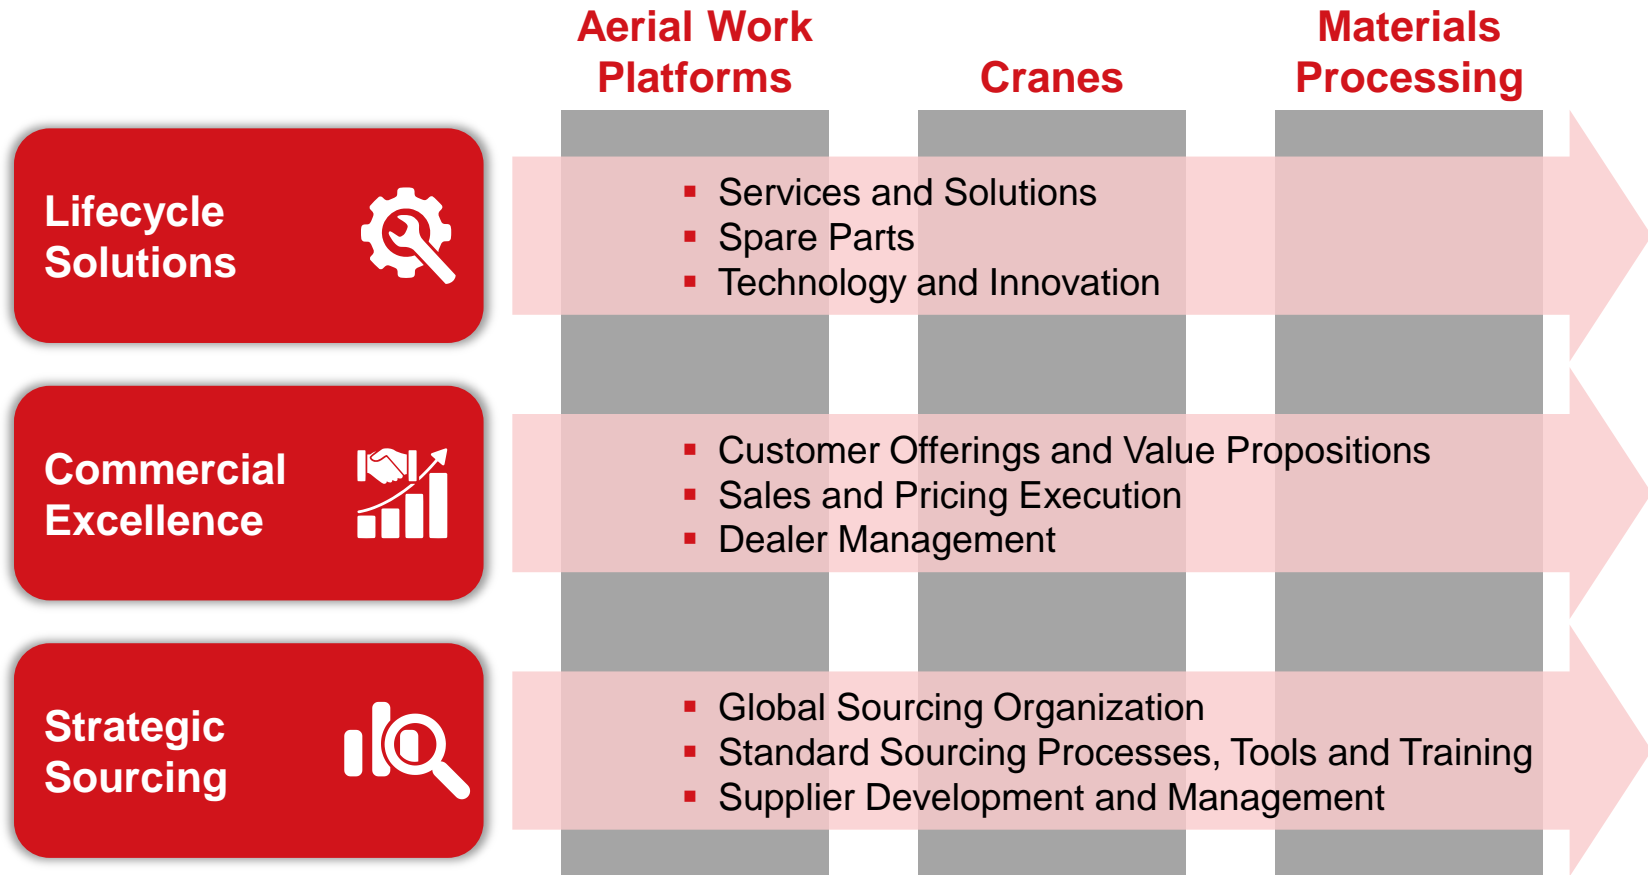 Aerial Work
Platforms
Cranes
Materials
Processing
Lifecycle
Solutions
▪ Services and Solutions
▪ Spare Parts
▪ Technology and Innovation
Commercial
Excellence
▪ Customer Offerings and Value Propositions
▪ Sales and Pricing Execution
▪ Dealer Management
Strategic
Sourcing
▪ Global Sourcing Organization
▪ Standard Sourcing Processes, Tools and Training
▪ Supplier Development and Management